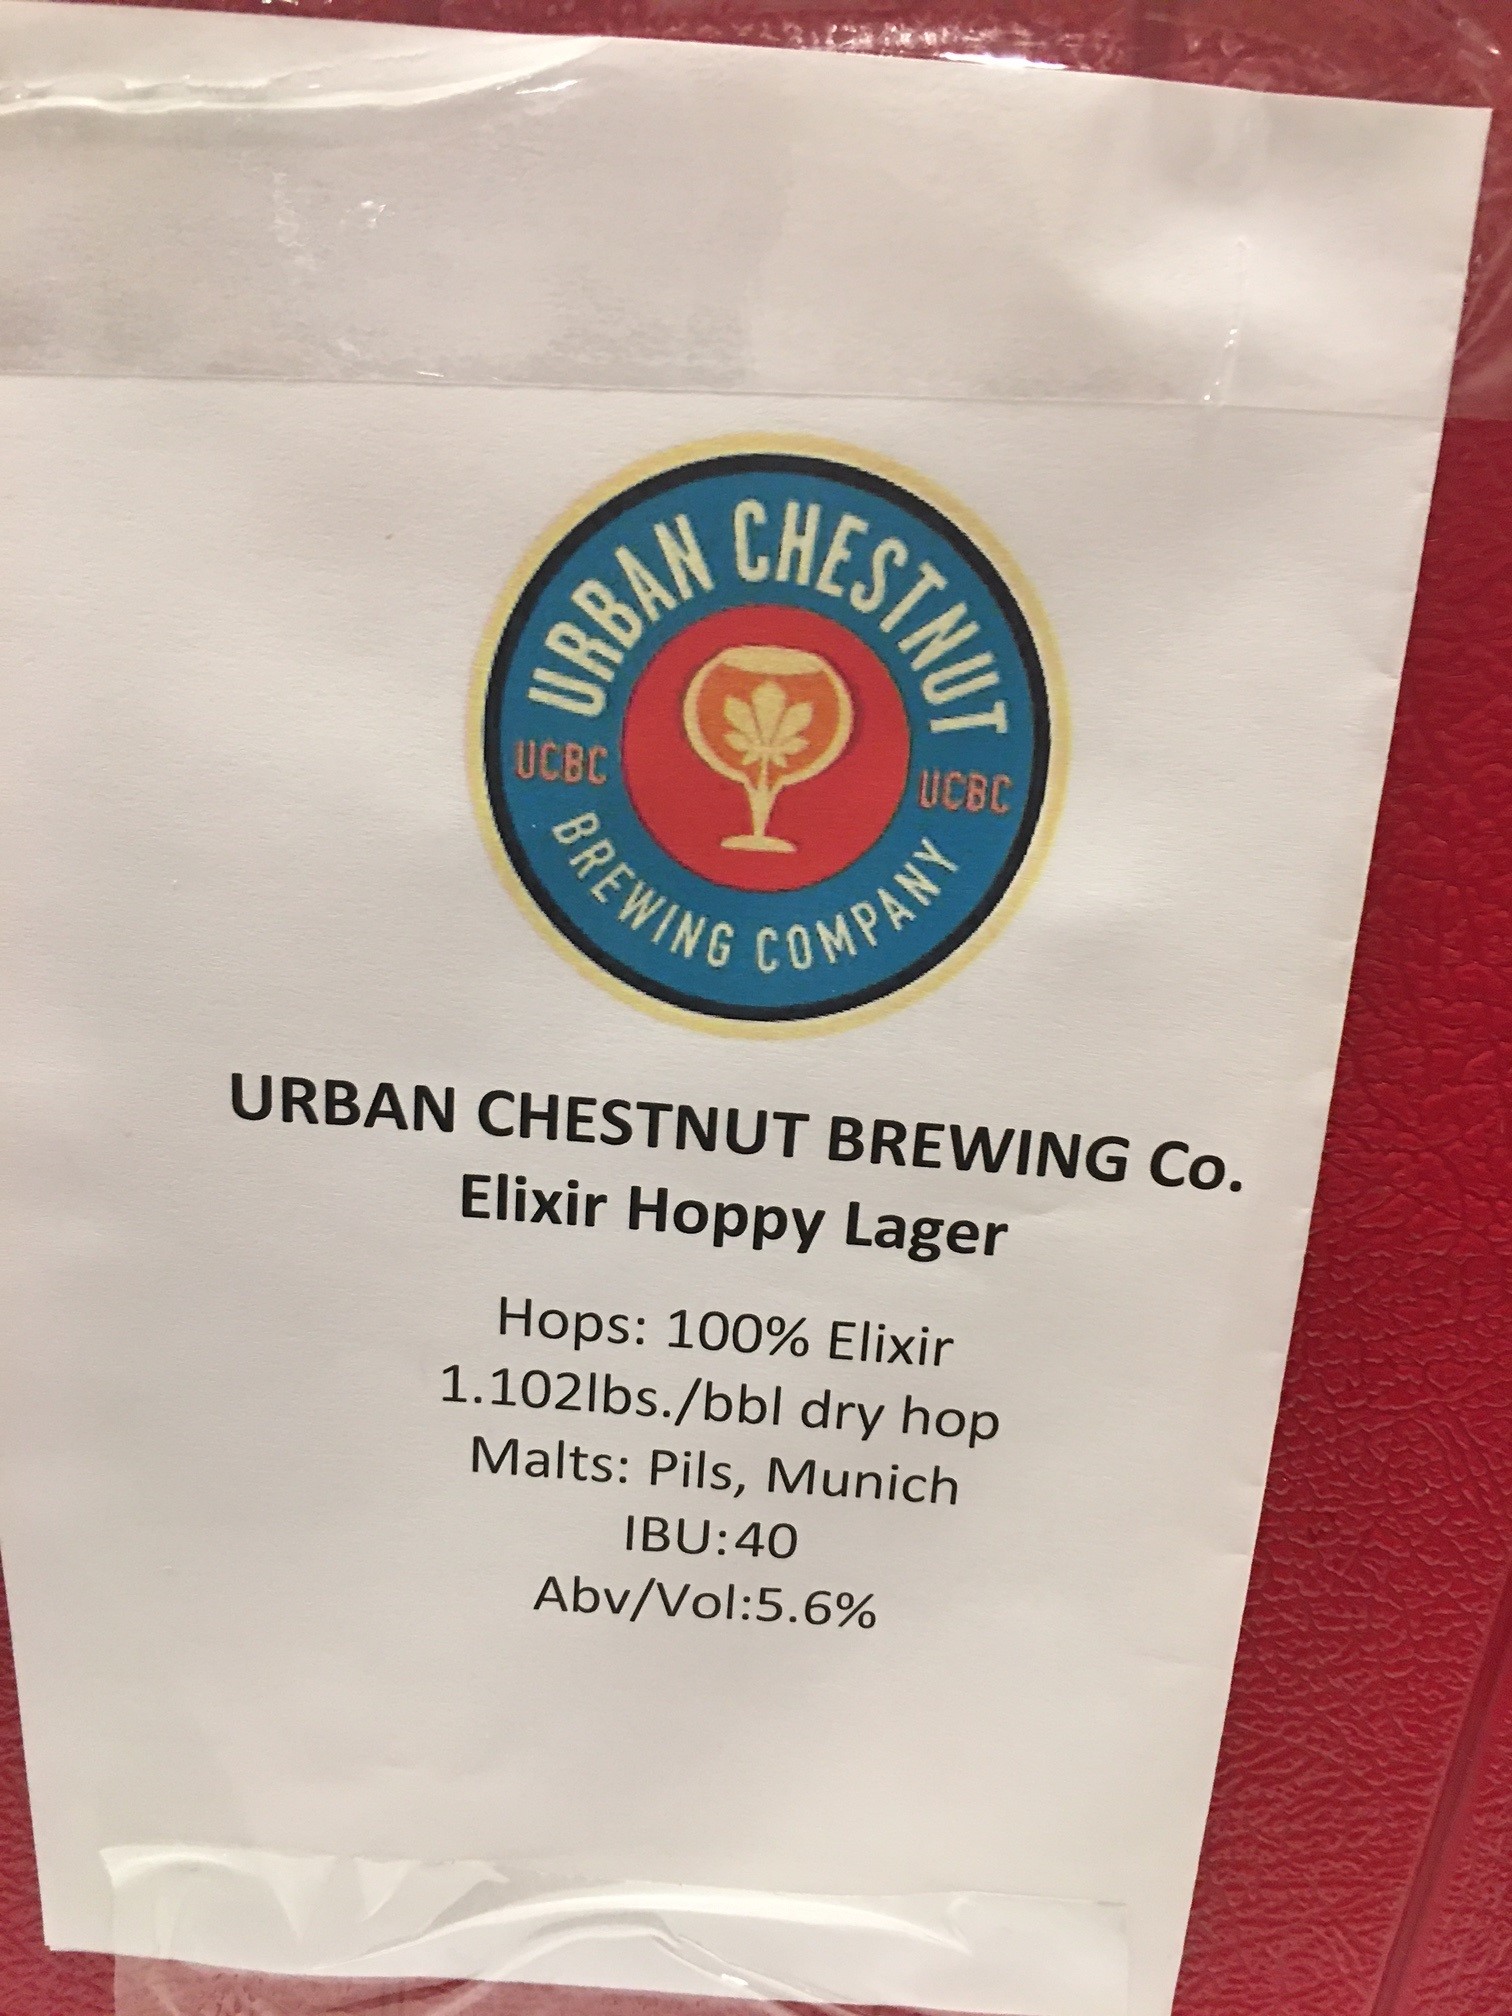 URBAN CHESTNUT
UCBC UCBC
BREWING COMPANY
URBAN CHESTNUT BREWING Co.
Elixir Hoppy Lager
Hops: 100% Elixir
1.102lbs./bbl dry hop
Malts: Pils, Munich
IBU:40
Abv/Vol:5.6%